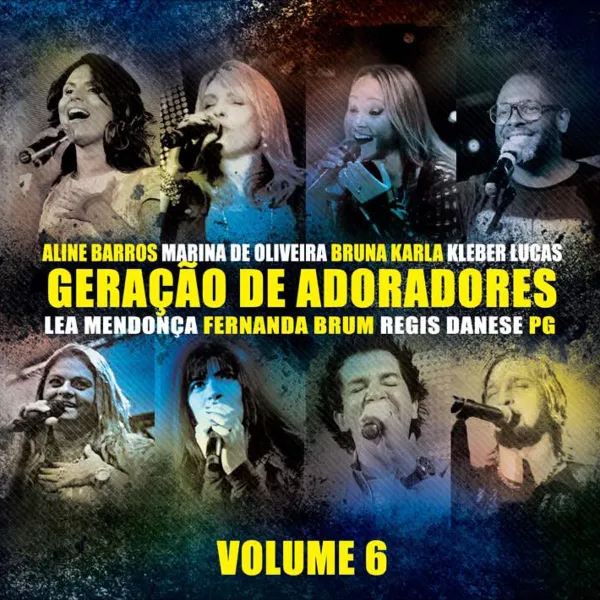 ALINE BARROS MARINA DE OLIVEIRA BRUNA KARLA KLEBER LUCAS
GERAÇÃO DE ADORADORES
LEA MENDONÇA FERNANDA BRUM REGIS DANESE PG
VOLUME 6